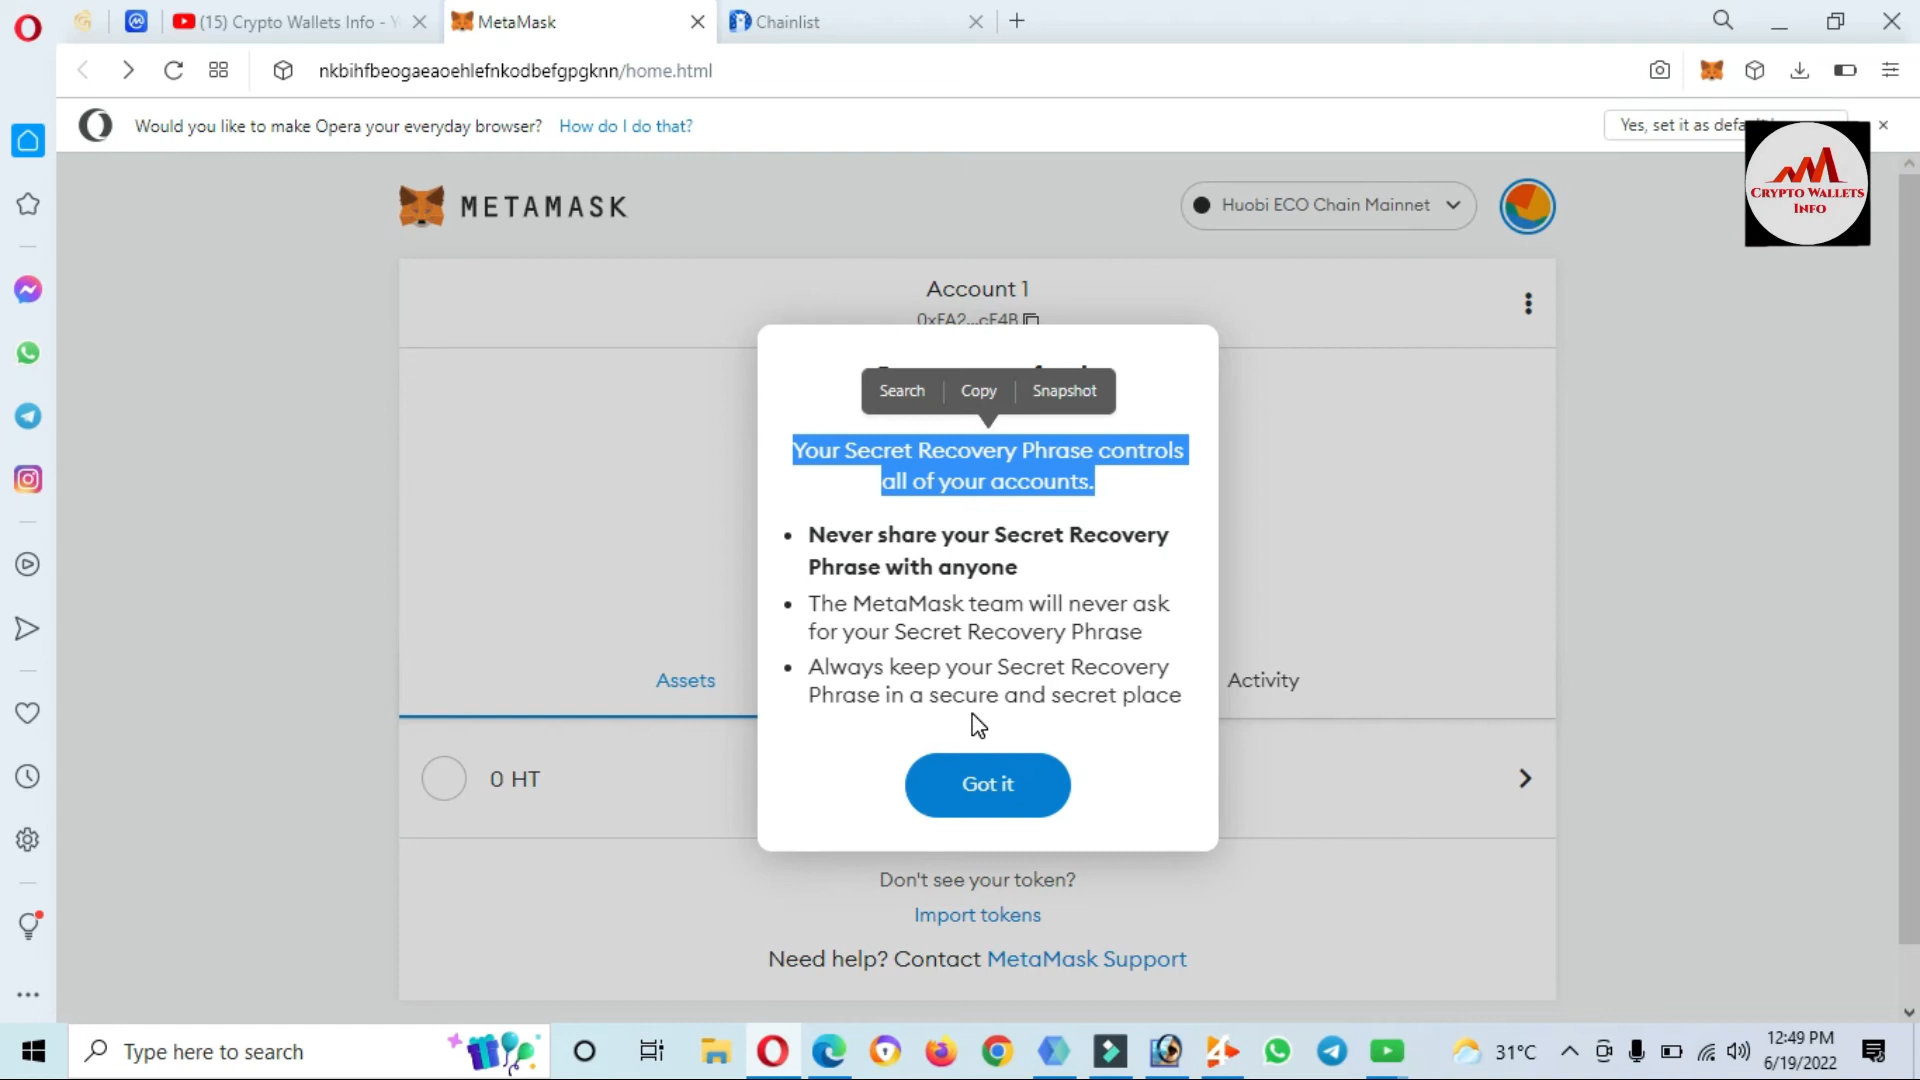 (15) Crypto Wallets Info - Y
MetaMask
Chainlist
nkbihfbeogaeaoehlefnkodbefgpgknn/home.html
Would you like to make Opera your everyday browser? How do I do that?
Yes, set it as defa
CRYPTO WALLETS
INFO
METAMASK
Huobi ECO Chain Mainnet
Account 1
0xFA2...cF4B
Search
Copy
Snapshot
Your Secret Recovery Phrase controls
all of your accounts.
• Never share your Secret Recovery
Phrase with anyone
• The MetaMask team will never ask
for your Secret Recovery Phrase
• Always keep your Secret Recovery
Phrase in a secure and secret place
Assets
Activity
Got it
0 HT
Don't see your token?
Import tokens
Need help? Contact MetaMask Support
Type here to search
31°C
12:49 PM
6/19/2022